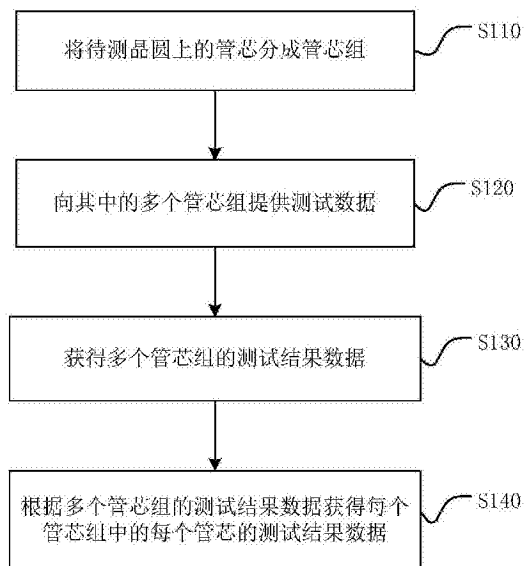 将待测晶圆上的管芯分成管芯组
S110
向其中的多个管芯组提供测试数据
S120
获得多个管芯组的测试结果数据
S130
根据多个管芯组的测试结果数据获得每个
管芯组中的每个管芯的测试结果数据
S140